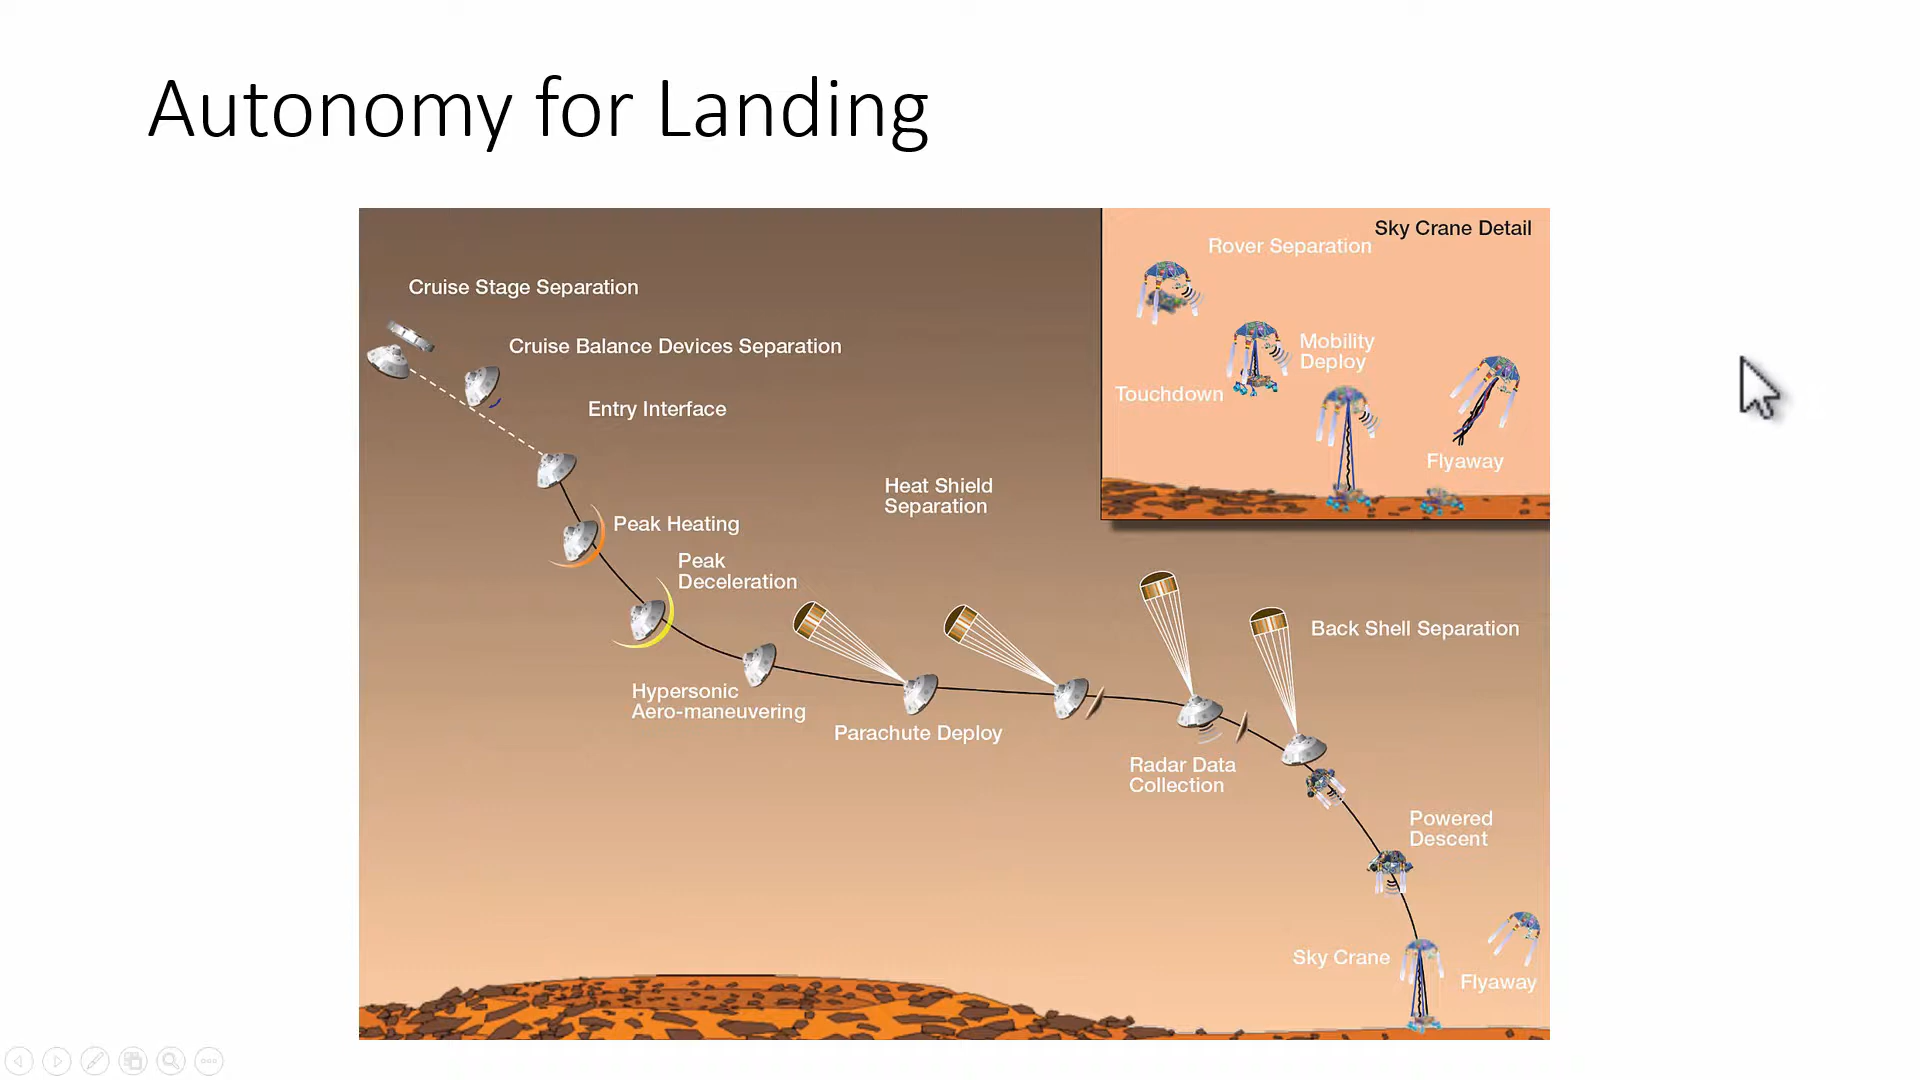 Autonomy for Landing
Sky Crane Detail
Rover Separation
Cruise Stage Separation
Mobility
Deploy
Cruise Balance Devices Separation
Touchdown
Entry Interface
Flyaway
Heat Shield
Separation
Peak Heating
Peak
Deceleration
Back Shell Separation
Hypersonic
Aero-maneuvering
Parachute Deploy
Radar Data
Collection
Powered
Descent
Sky Crane
Flyaway